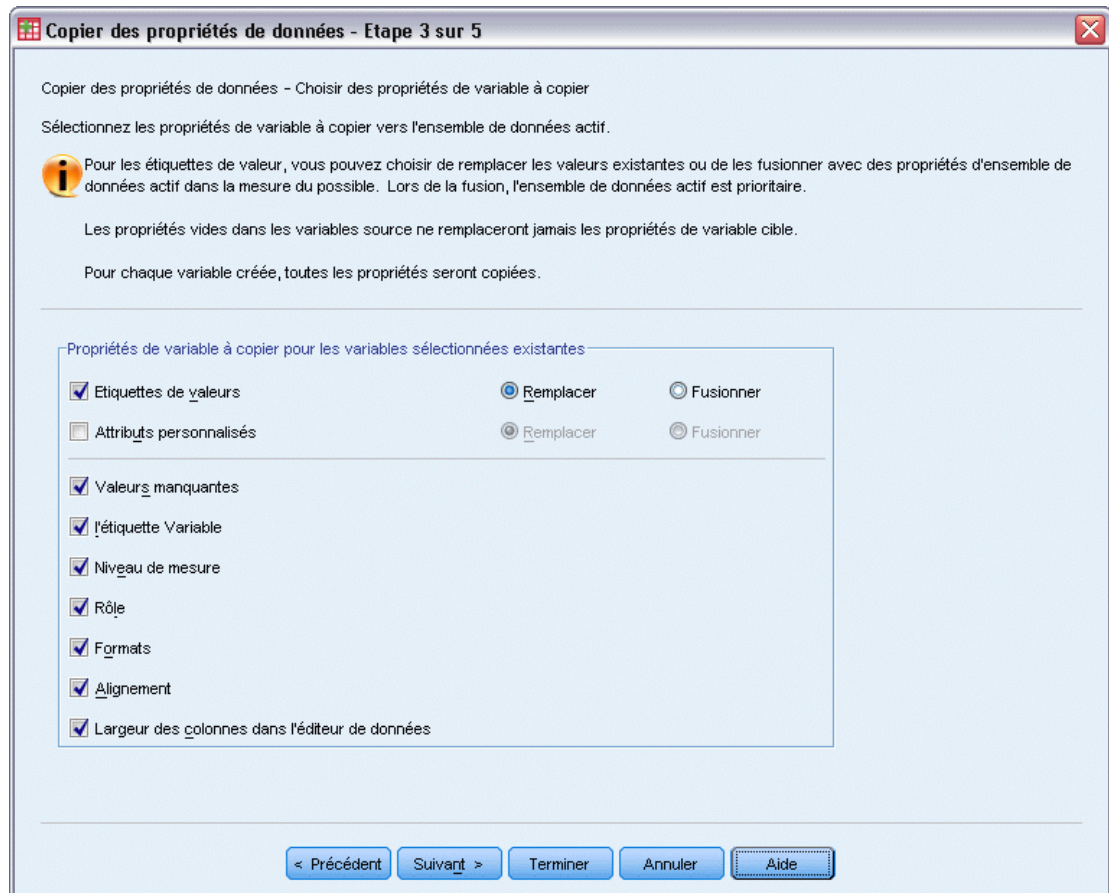 Copier des propriétés de données - Etape 3 sur 5
Copier des propriétés de données - Choisir des propriétés de variable à copier
Sélectionnez les propriétés de variable à copier vers l'ensemble de données actif.
Pour les étiquettes de valeur, vous pouvez choisir de remplacer les valeurs existantes ou de les fusionner avec des propriétés d'ensemble de
données actif dans la mesure du possible. Lors de la fusion, l'ensemble de données actif est prioritaire.
Les propriétés vides dans les variables source ne remplaceront jamais les propriétés de variable cible.
Pour chaque variable créée, toutes les propriétés seront copiées.
Propriétés de variable à copier pour les variables sélectionnées existantes
Etiquettes de valeurs Remplacer Fusionner
Attributs personnalisés Remplacer Fusionner
Valeurs manquantes
l'étiquette Variable
Niveau de mesure
Rôle
Formats
Alignement
Largeur des colonnes dans l'éditeur de données
< Précédent Suivant > Terminer Annuler Aide